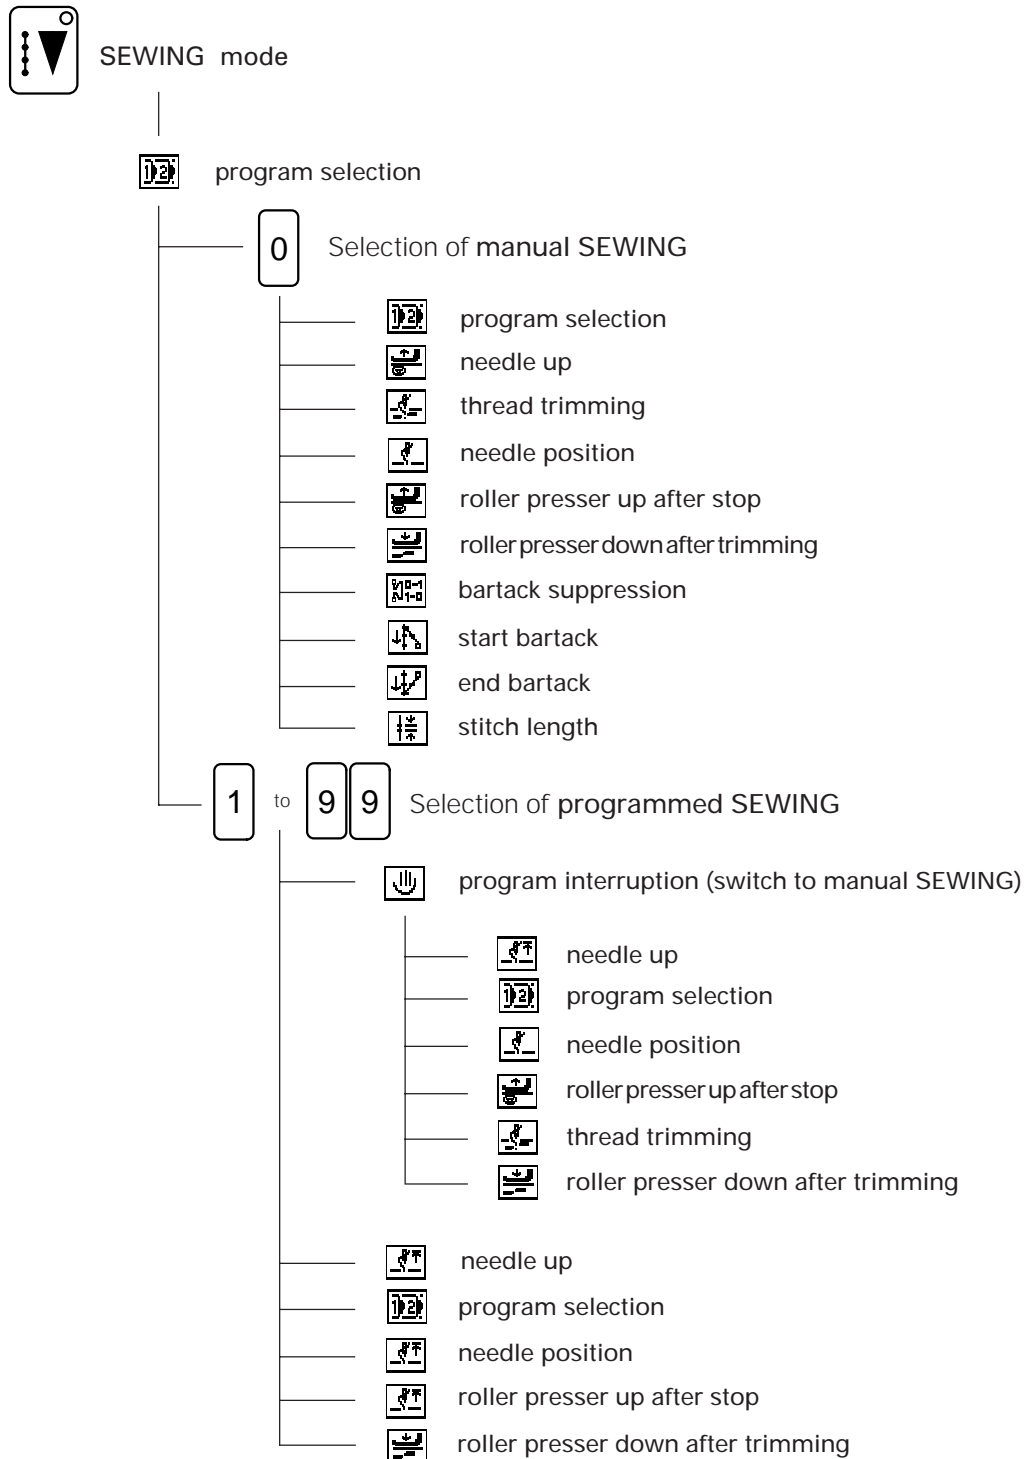 SEWING mode
program selection
0 Selection of manual SEWING
program selection
needle up
thread trimming
needle position
roller presser up after stop
roller presser down after trimming
bartack suppression
start bartack
end bartack
stitch length
1 to 9 9 Selection of programmed SEWING
program interruption (switch to manual SEWING)
needle up
program selection
needle position
roller presser up after stop
thread trimming
roller presser down after trimming
needle up
program selection
needle position
roller presser up after stop
roller presser down after trimming